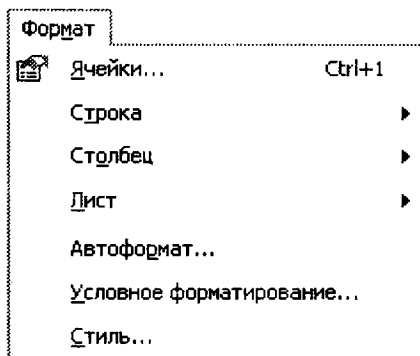 Формат
Ячейки... Ctrl+1
Строка
Столбец
Лист
Автоформат...
Условное форматирование...
Стиль...